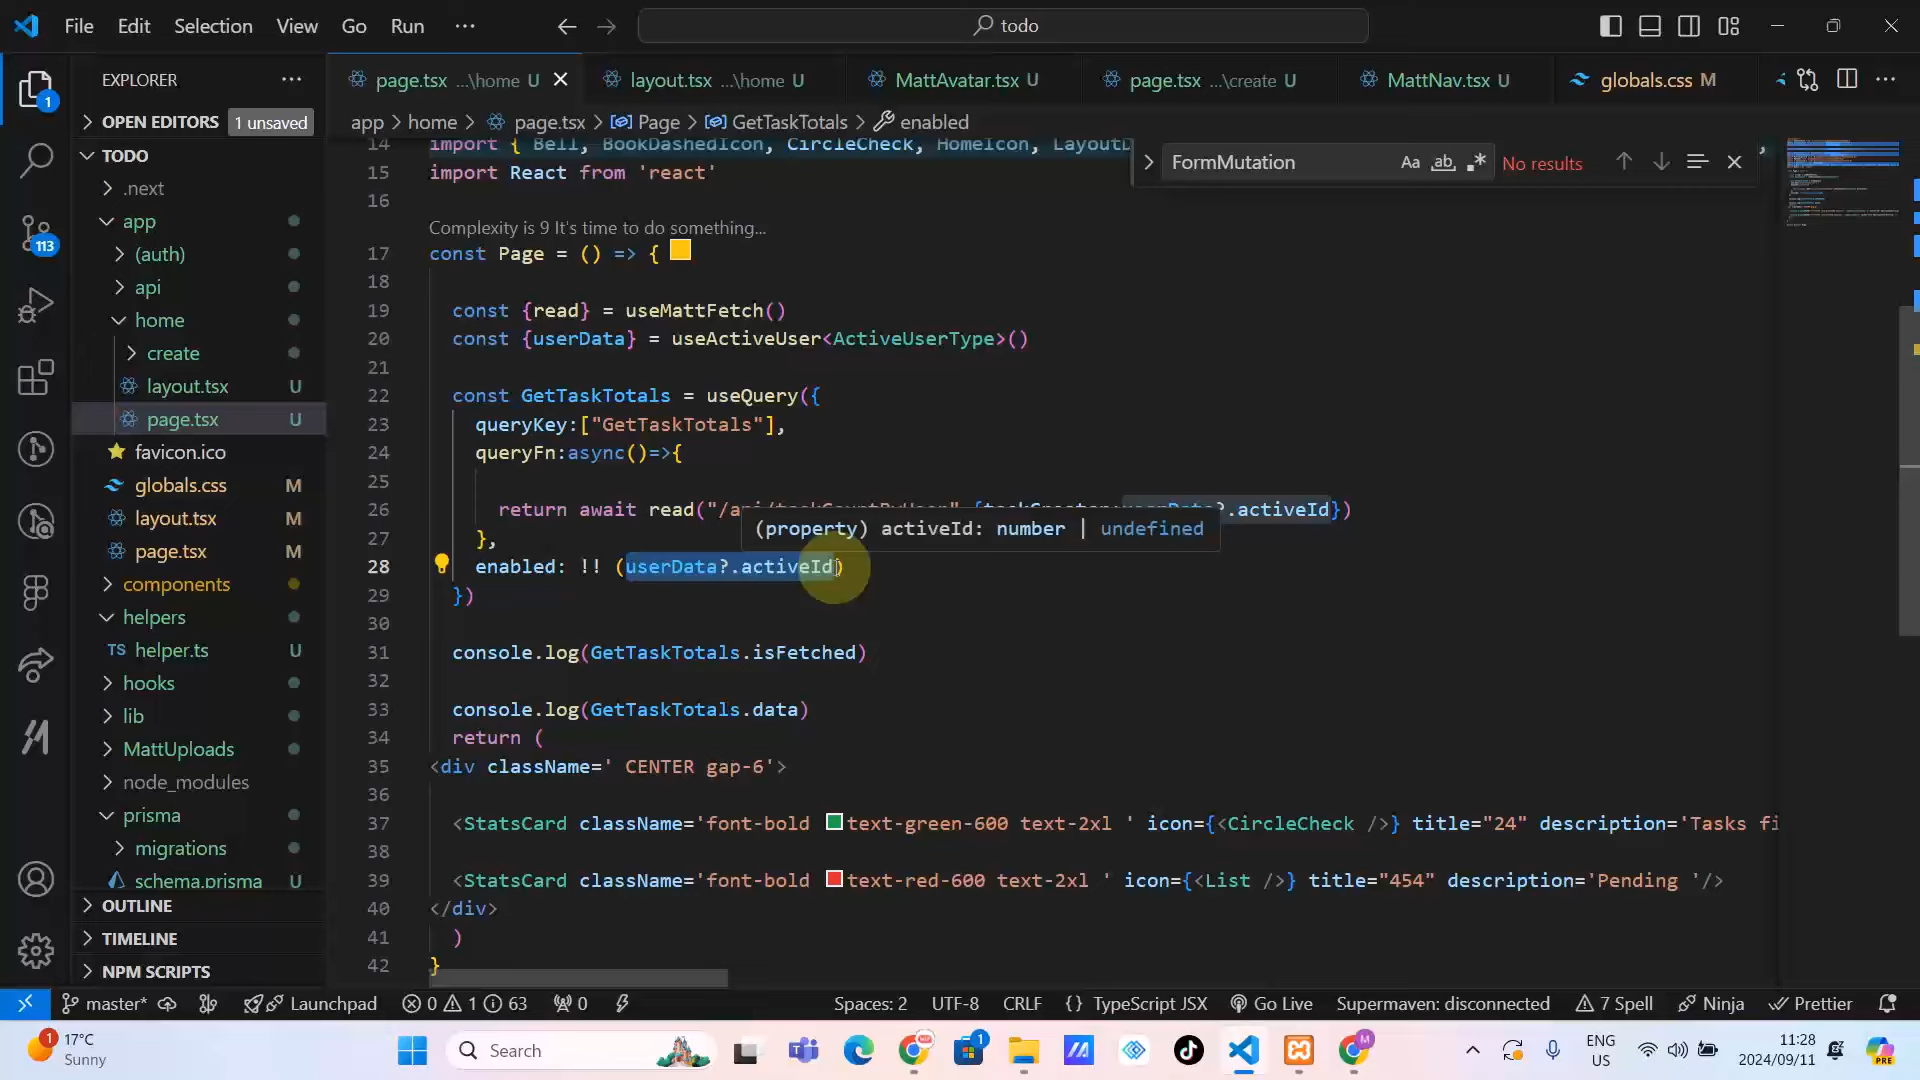 File Edit Selection View Go Run ··· todo
EXPLORER
OPEN EDITORS 1 unsaved
TODO
.next
app
(auth)
api
home
create
layout.tsx U
page.tsx U
favicon.ico
globals.css M
layout.tsx M
page.tsx M
components
helpers
TS helper.ts U
hooks
lib
MattUploads
node_modules
prisma
migrations
schema.prisma U
OUTLINE
TIMELINE
NPM SCRIPTS
1
113
page.tsx ...\home U
layout.tsx ...\home U
MattAvatar.tsx U
page.tsx ...\create U
MattNav.tsx U
globals.css M
app > home > page.tsx > Page > GetTaskTotals > enabled
FormMutation Aa ab .* No results
14 import { Bell, BookDashedIcon, CircleCheck, HomeIcon,
15 import React from 'react'
16
Complexity is 9 It's time to do something...
17 const Page = () => {
18
19 const {read} = useMattFetch()
20 const {userData} = useActiveUser<ActiveUserType>()
21
22 const GetTaskTotals = useQuery({
23 queryKey:["GetTaskTotals"],
24 queryFn:async()=>{
25
26 return await read( ?.activeId})
(property) activeId: number | undefined
27 },
28 enabled: !! (userData?.activeId)
29 })
30
31 console.log(GetTaskTotals.isFetched)
32
33 console.log(GetTaskTotals.data)
34 return (
35 <div className=' CENTER gap-6'>
36
37 <StatsCard className='font-bold text-green-600 text-2xl ' icon={<CircleCheck />} title="24" description='Tasks fi
38
39 <StatsCard className='font-bold text-red-600 text-2xl ' icon={<List />} title="454" description='Pending '/>
40 </div>
41 )
42 }
master* Launchpad 0 1 63 0 Spaces: 2 UTF-8 CRLF {} TypeScript JSX Go Live Supermaven: disconnected 7 Spell Ninja Prettier
1 17°C
Sunny
Search
1
M
ENG
US
11:28
2024/09/11
PRE